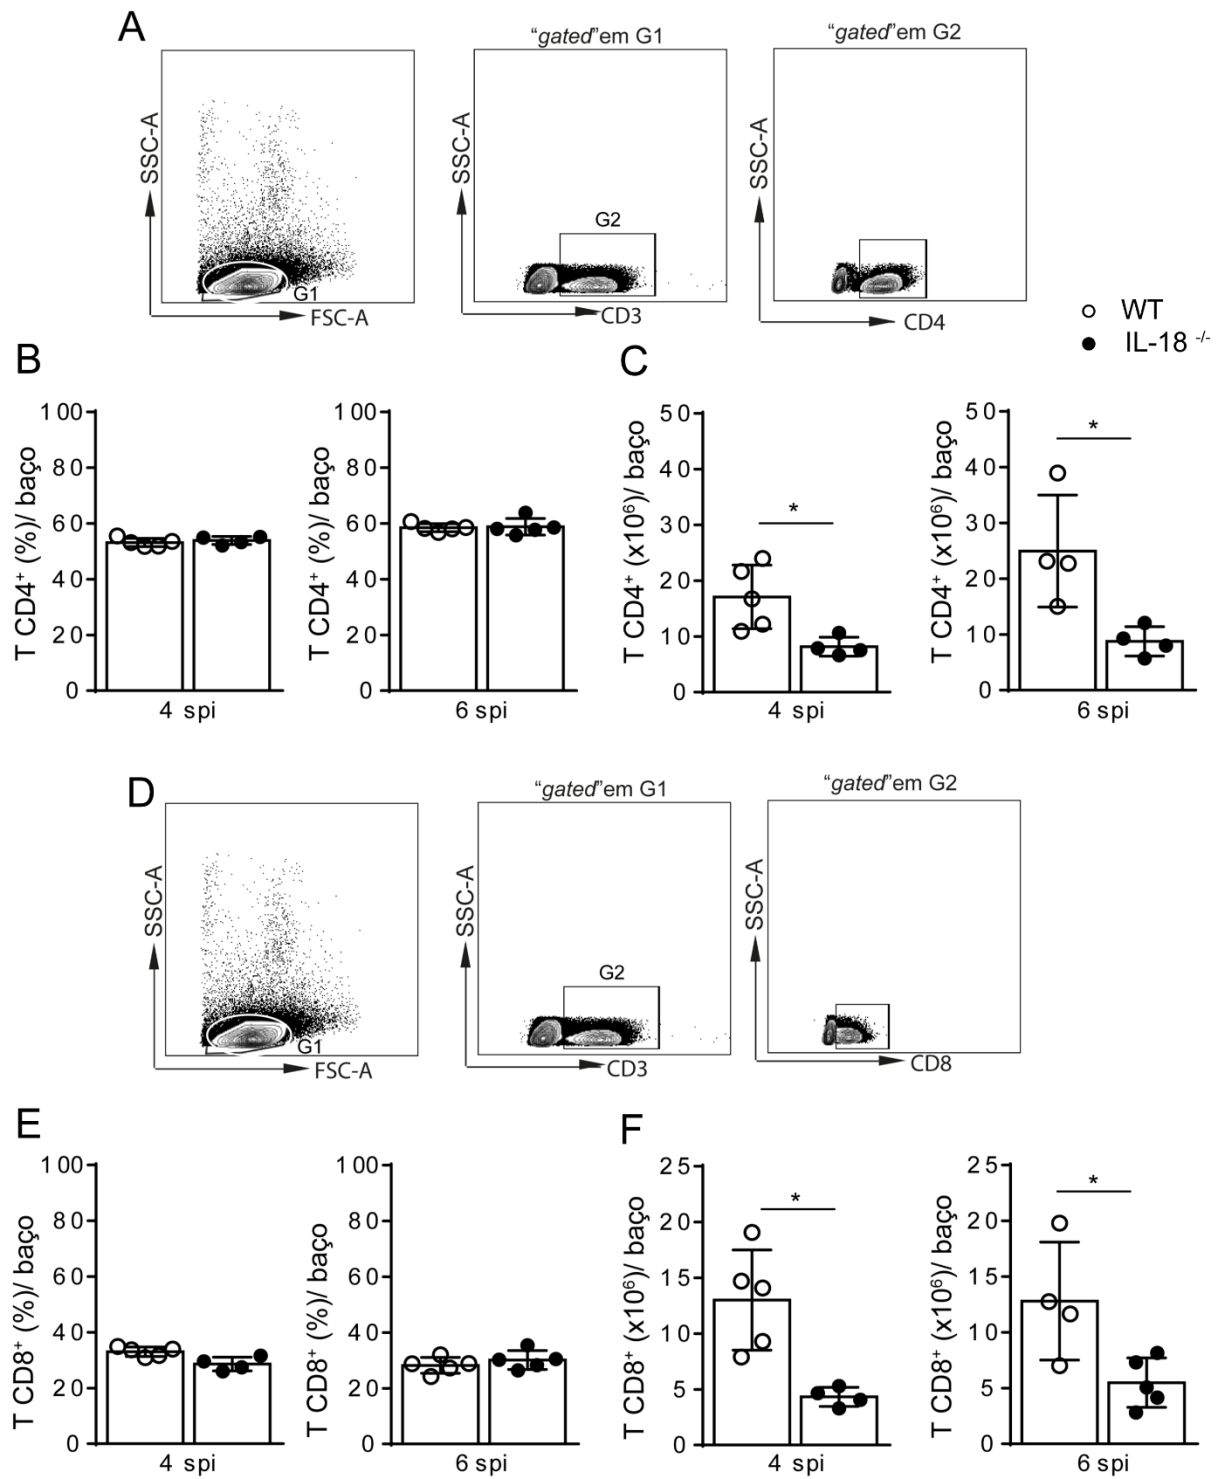 A
"gated"em G1
"gated"em G2
SSC-A
SSC-A
SSC-A
G1
G2
FSC-A
CD3
CD4
WT
IL-18 -/-
B
C
T CD4+ (%)/ baço
100
80
60
40
20
0
4 spi
T CD4+ (%)/ baço
100
80
60
40
20
0
6 spi
T CD4+ (x10⁶)/ baço
50
40
30
20
10
0
*
4 spi
T CD4+ (x10⁶)/ baço
50
40
30
20
10
0
*
6 spi
D
"gated"em G1
"gated"em G2
SSC-A
SSC-A
SSC-A
G1
G2
FSC-A
CD3
CD8
E
F
T CD8+ (%)/ baço
100
80
60
40
20
0
4 spi
T CD8+ (%)/ baço
100
80
60
40
20
0
6 spi
T CD8+ (x10⁶)/ baço
25
20
15
10
5
0
*
4 spi
T CD8+ (x10⁶)/ baço
25
20
15
10
5
0
*
6 spi